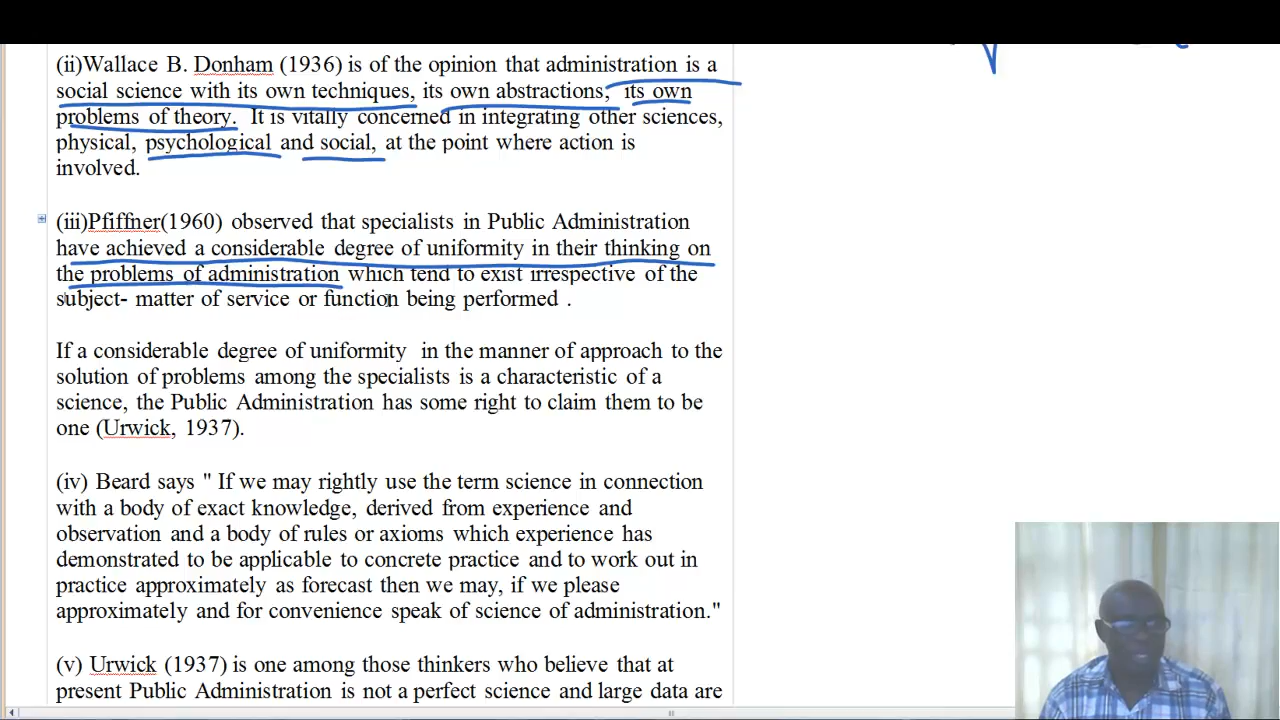 (ii)Wallace B. Donham (1936) is of the opinion that administration is a
social science with its own techniques, its own abstractions, its own
problems of theory. It is vitally concerned in integrating other sciences,
physical, psychological and social, at the point where action is
involved.
(iii)Pfiffner(1960) observed that specialists in Public Administration
have achieved a considerable degree of uniformity in their thinking on
the problems of administration which tend to exist irrespective of the
subject- matter of service or function being performed .
If a considerable degree of uniformity in the manner of approach to the
solution of problems among the specialists is a characteristic of a
science, the Public Administration has some right to claim them to be
one (Urwick, 1937).
(iv) Beard says " If we may rightly use the term science in connection
with a body of exact knowledge, derived from experience and
observation and a body of rules or axioms which experience has
demonstrated to be applicable to concrete practice and to work out in
practice approximately as forecast then we may, if we please
approximately and for convenience speak of science of administration."
(v) Urwick (1937) is one among those thinkers who believe that at
present Public Administration is not a perfect science and large data are